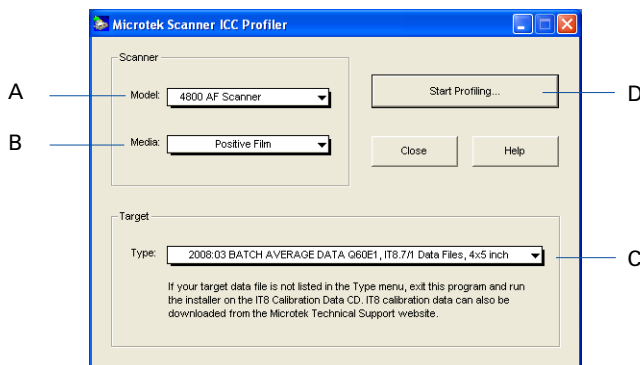 Microtek Scanner ICC Profiler
Scanner
A
Model:
4800 AF Scanner
Start Profiling...
D
B
Media:
Positive Film
Close
Help
Target
Type:
2008:03 BATCH AVERAGE DATA Q60E1, IT8.7/1 Data Files, 4x5 inch
C
If your target data file is not listed in the Type menu, exit this program and run
the installer on the IT8 Calibration Data CD. IT8 calibration data can also be
downloaded from the Microtek Technical Support website.